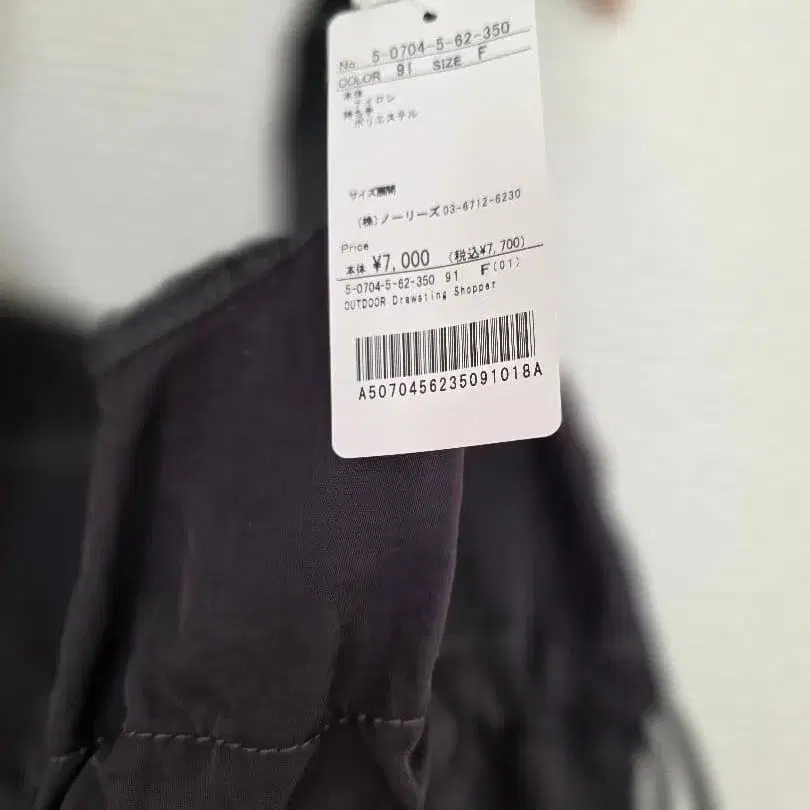 No. 5-0704-5-62-350
COLOR 91 SIZE F
本体
ナイロン
持ち手
ポリエステル
サイズ展開
(株)ノーリーズ 03-6712-6230
Price
本体 ¥7,000 (税込¥7,700)
5-0704-5-62-350 91 F(01)
OUTDOOR Drawsting Shopper
A5070456235091018A